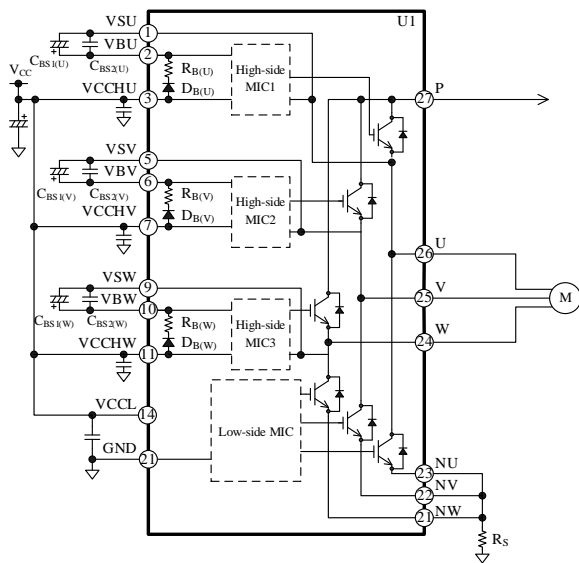 U1
VSU
1
VBU
2
CBS1(U)
CBS2(U)
RB(U)
DB(U)
High-side
MIC1
VCC
VCCHU
3
P
27
VSV
5
VBV
6
CBS1(V)
CBS2(V)
RB(V)
DB(V)
High-side
MIC2
VCCHV
7
26
U
25
V
24
W
M
VSW
9
VBW
10
CBS1(W)
CBS2(W)
RB(W)
DB(W)
High-side
MIC3
VCCHW
11
VCCL
14
Low-side MIC
GND
21
23
NU
22
NV
21
NW
RS